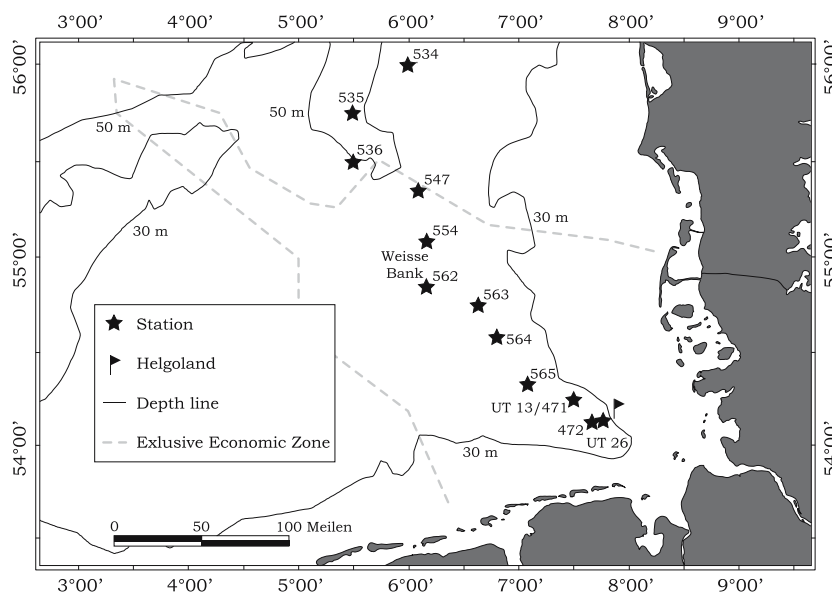 3°00' 4°00' 5°00' 6°00' 7°00' 8°00' 9°00'
56°00'
56°00'
534
535
50 m
50 m
536
547
30 m
554
30 m
55°00'
55°00'
Weisse
Bank
562
563
564
565
UT 13/471
472
UT 26
30 m
54°00'
54°00'
Station
Helgoland
Depth line
Exlusive Economic Zone
0 50 100 Meilen
3°00' 4°00' 5°00' 6°00' 7°00' 8°00' 9°00'